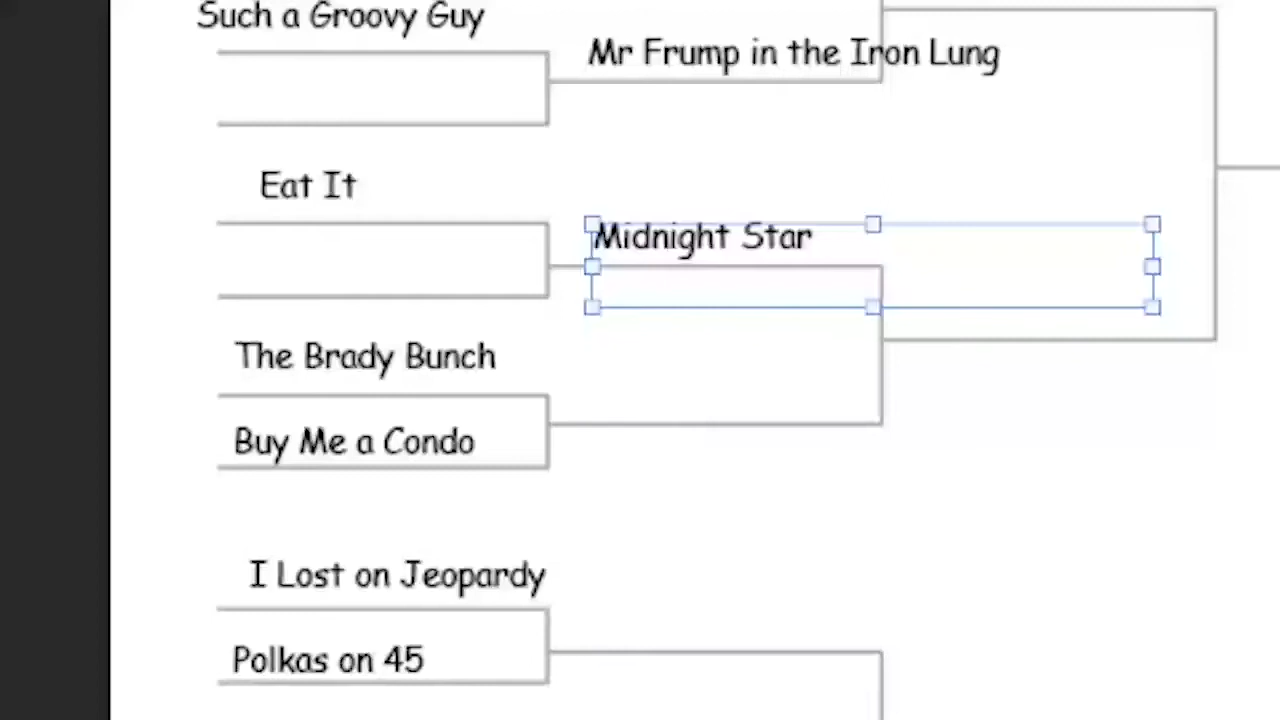 Such a Groovy Guy
Mr Frump in the Iron Lung
Eat It
Midnight Star
The Brady Bunch
Buy Me a Condo
I Lost on Jeopardy
Polkas on 45